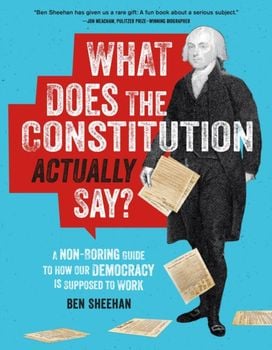 "Ben Sheehan has given us a rare gift: A fun book about a serious subject."
—JON MEACHAM, PULITZER PRIZE–WINNING BIOGRAPHER
WHAT
DOES THE
CONSTITUTION
ACTUALLY
SAY?
A NON-BORING GUIDE
TO HOW OUR DEMOCRACY
IS SUPPOSED TO WORK
BEN SHEEHAN